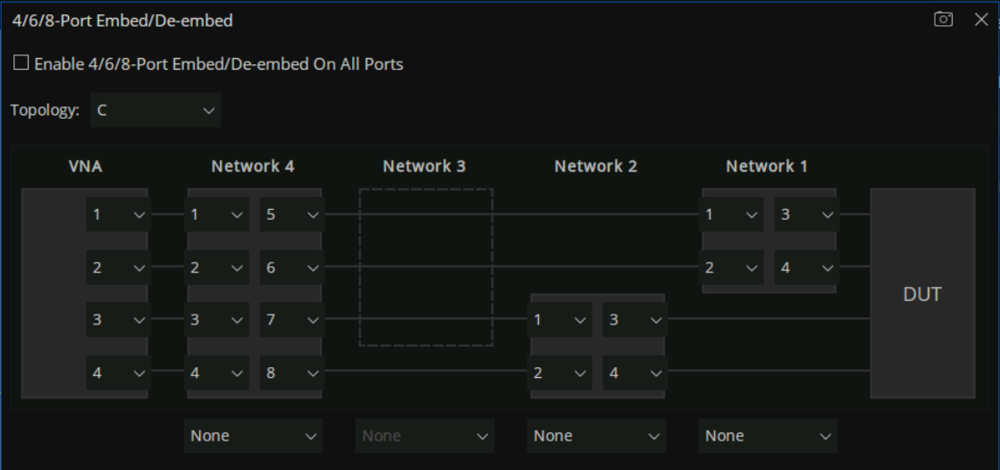 4/6/8-Port Embed/De-embed
Enable 4/6/8-Port Embed/De-embed On All Ports
Topology: C
VNA Network 4 Network 3 Network 2 Network 1
1 1 5 1 3
2 2 6 2 4
DUT
3 3 7 1 3
4 4 8 2 4
None None None None